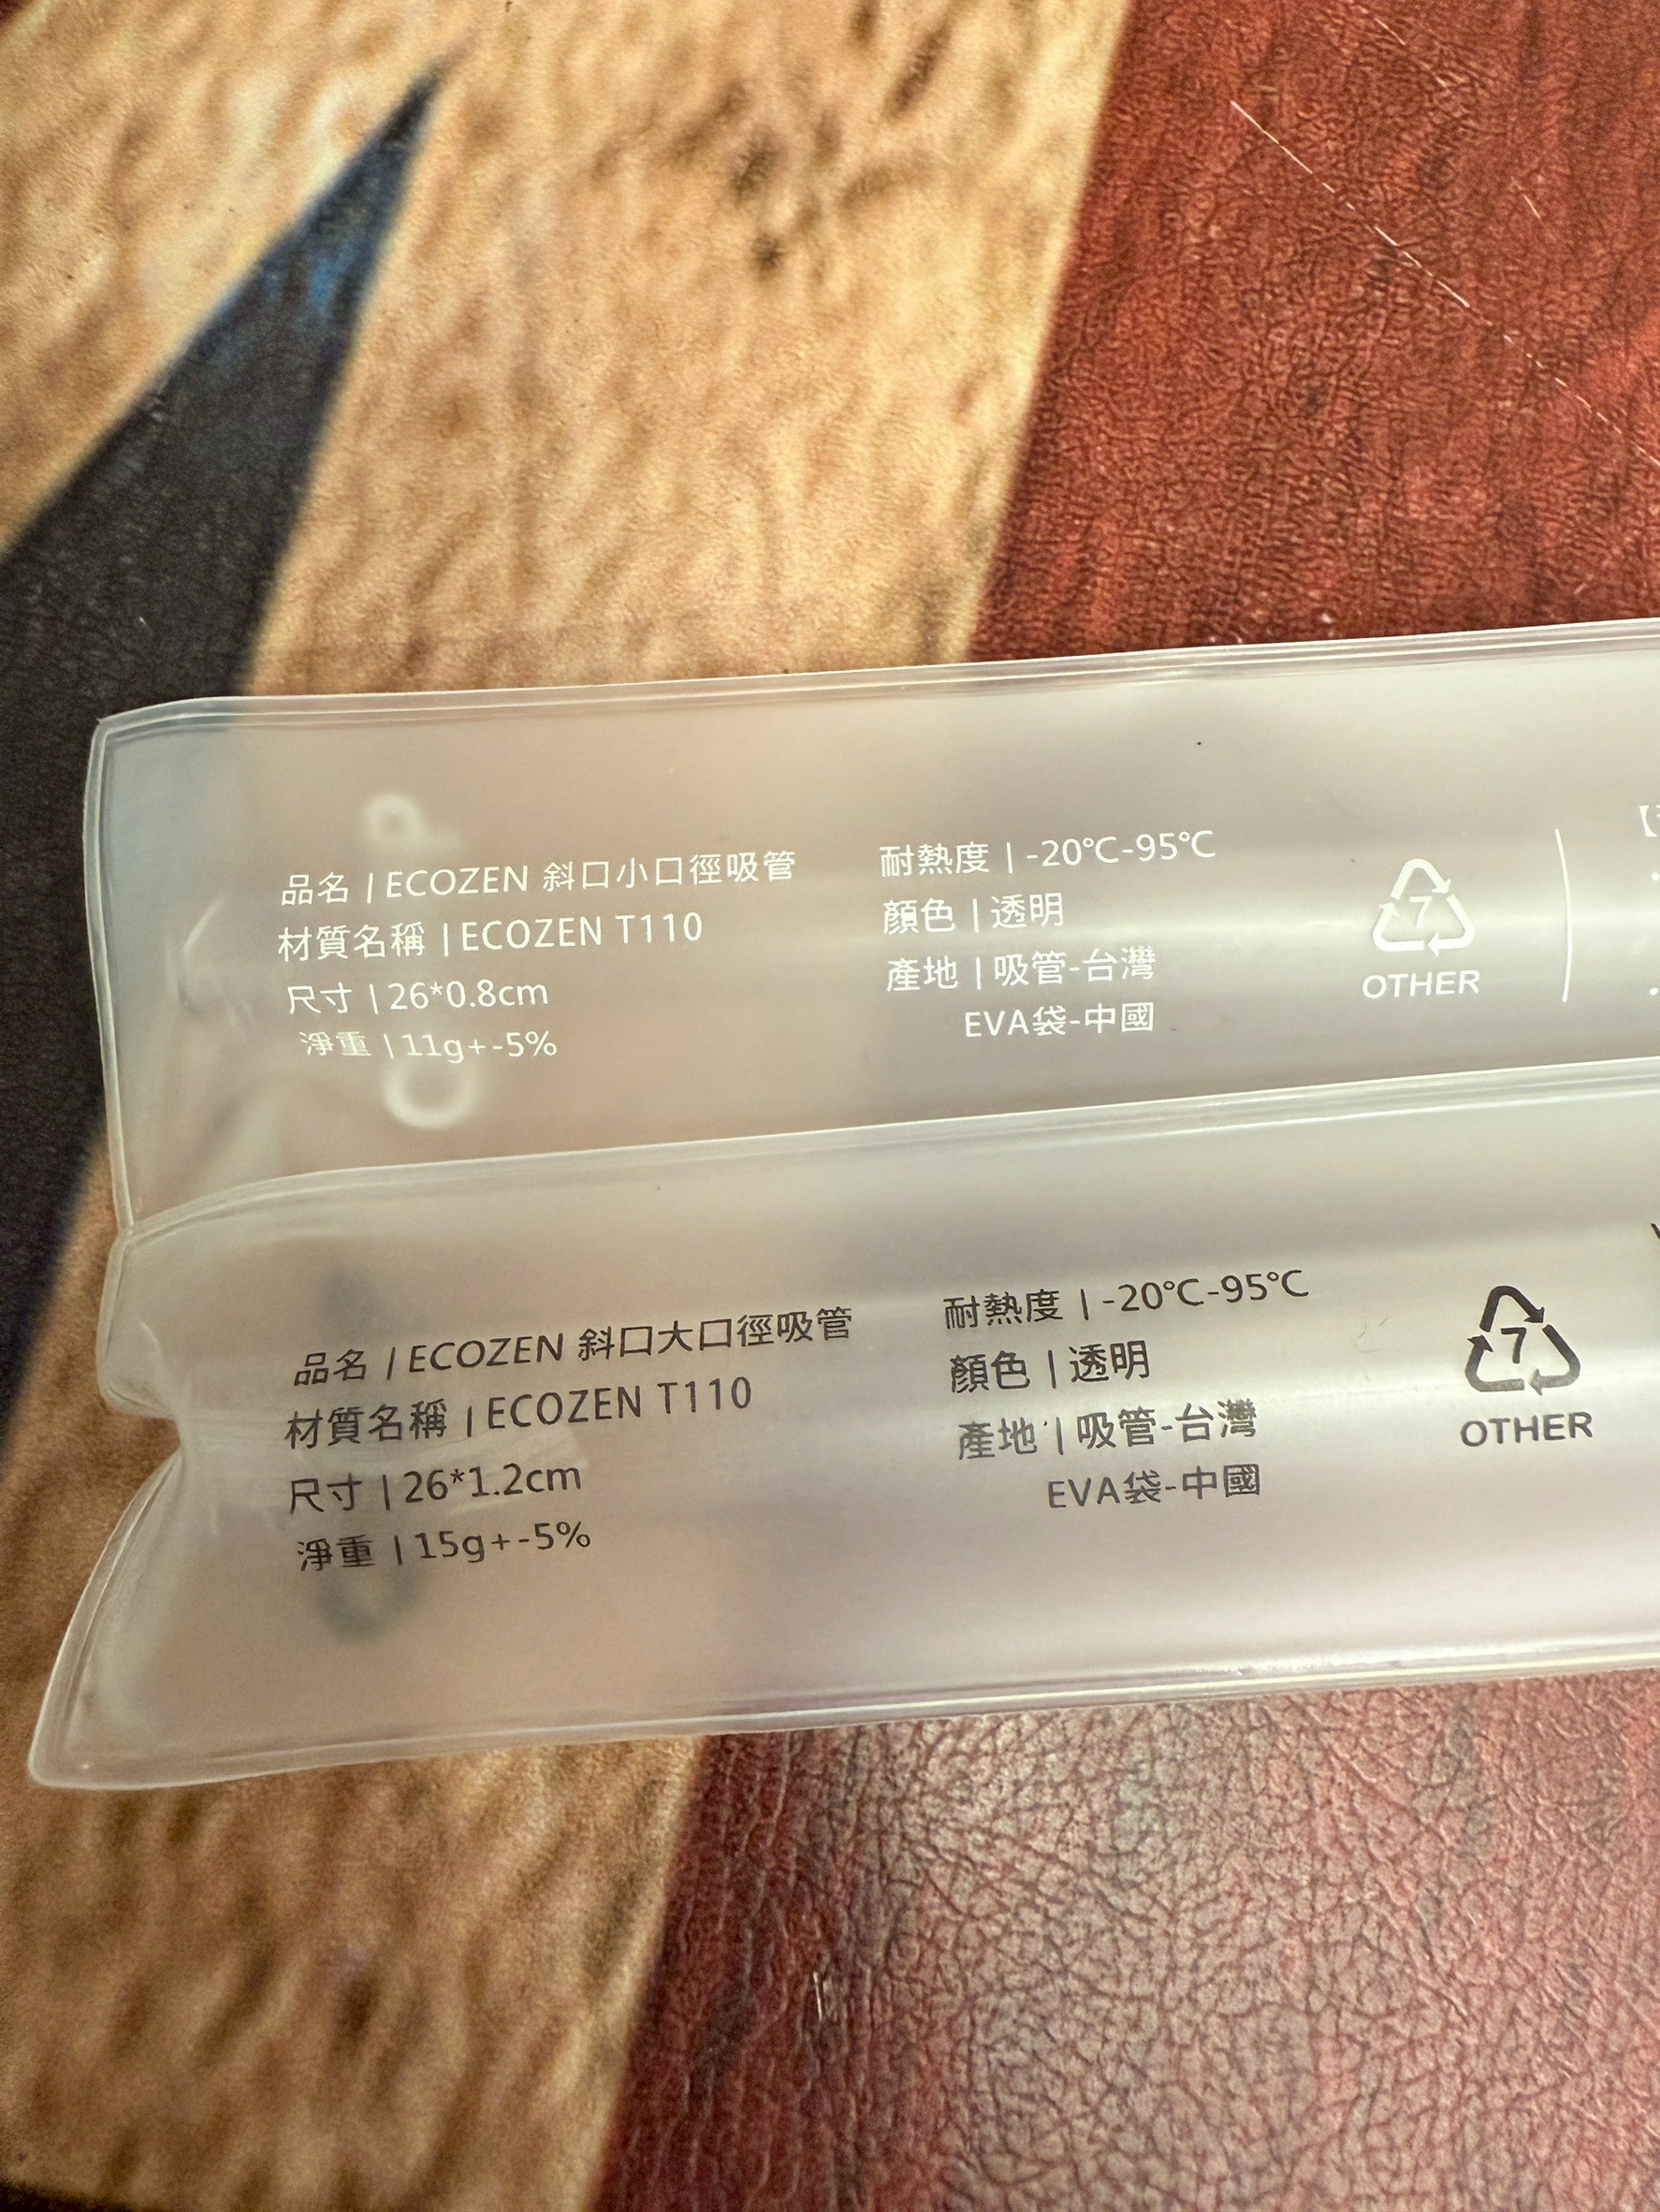 品名 | ECOZEN 斜口小口徑吸管
材質名稱 | ECOZEN T110
尺寸 | 26*0.8cm
淨重 | 11g+-5%
耐熱度 | -20℃-95℃
顏色 | 透明
產地 | 吸管-台灣
EVA袋-中國
7
OTHER
品名 | ECOZEN 斜口大口徑吸管
材質名稱 | ECOZEN T110
尺寸 | 26*1.2cm
淨重 | 15g+-5%
耐熱度 | -20℃-95℃
顏色 | 透明
產地 | 吸管-台灣
EVA袋-中國
7
OTHER